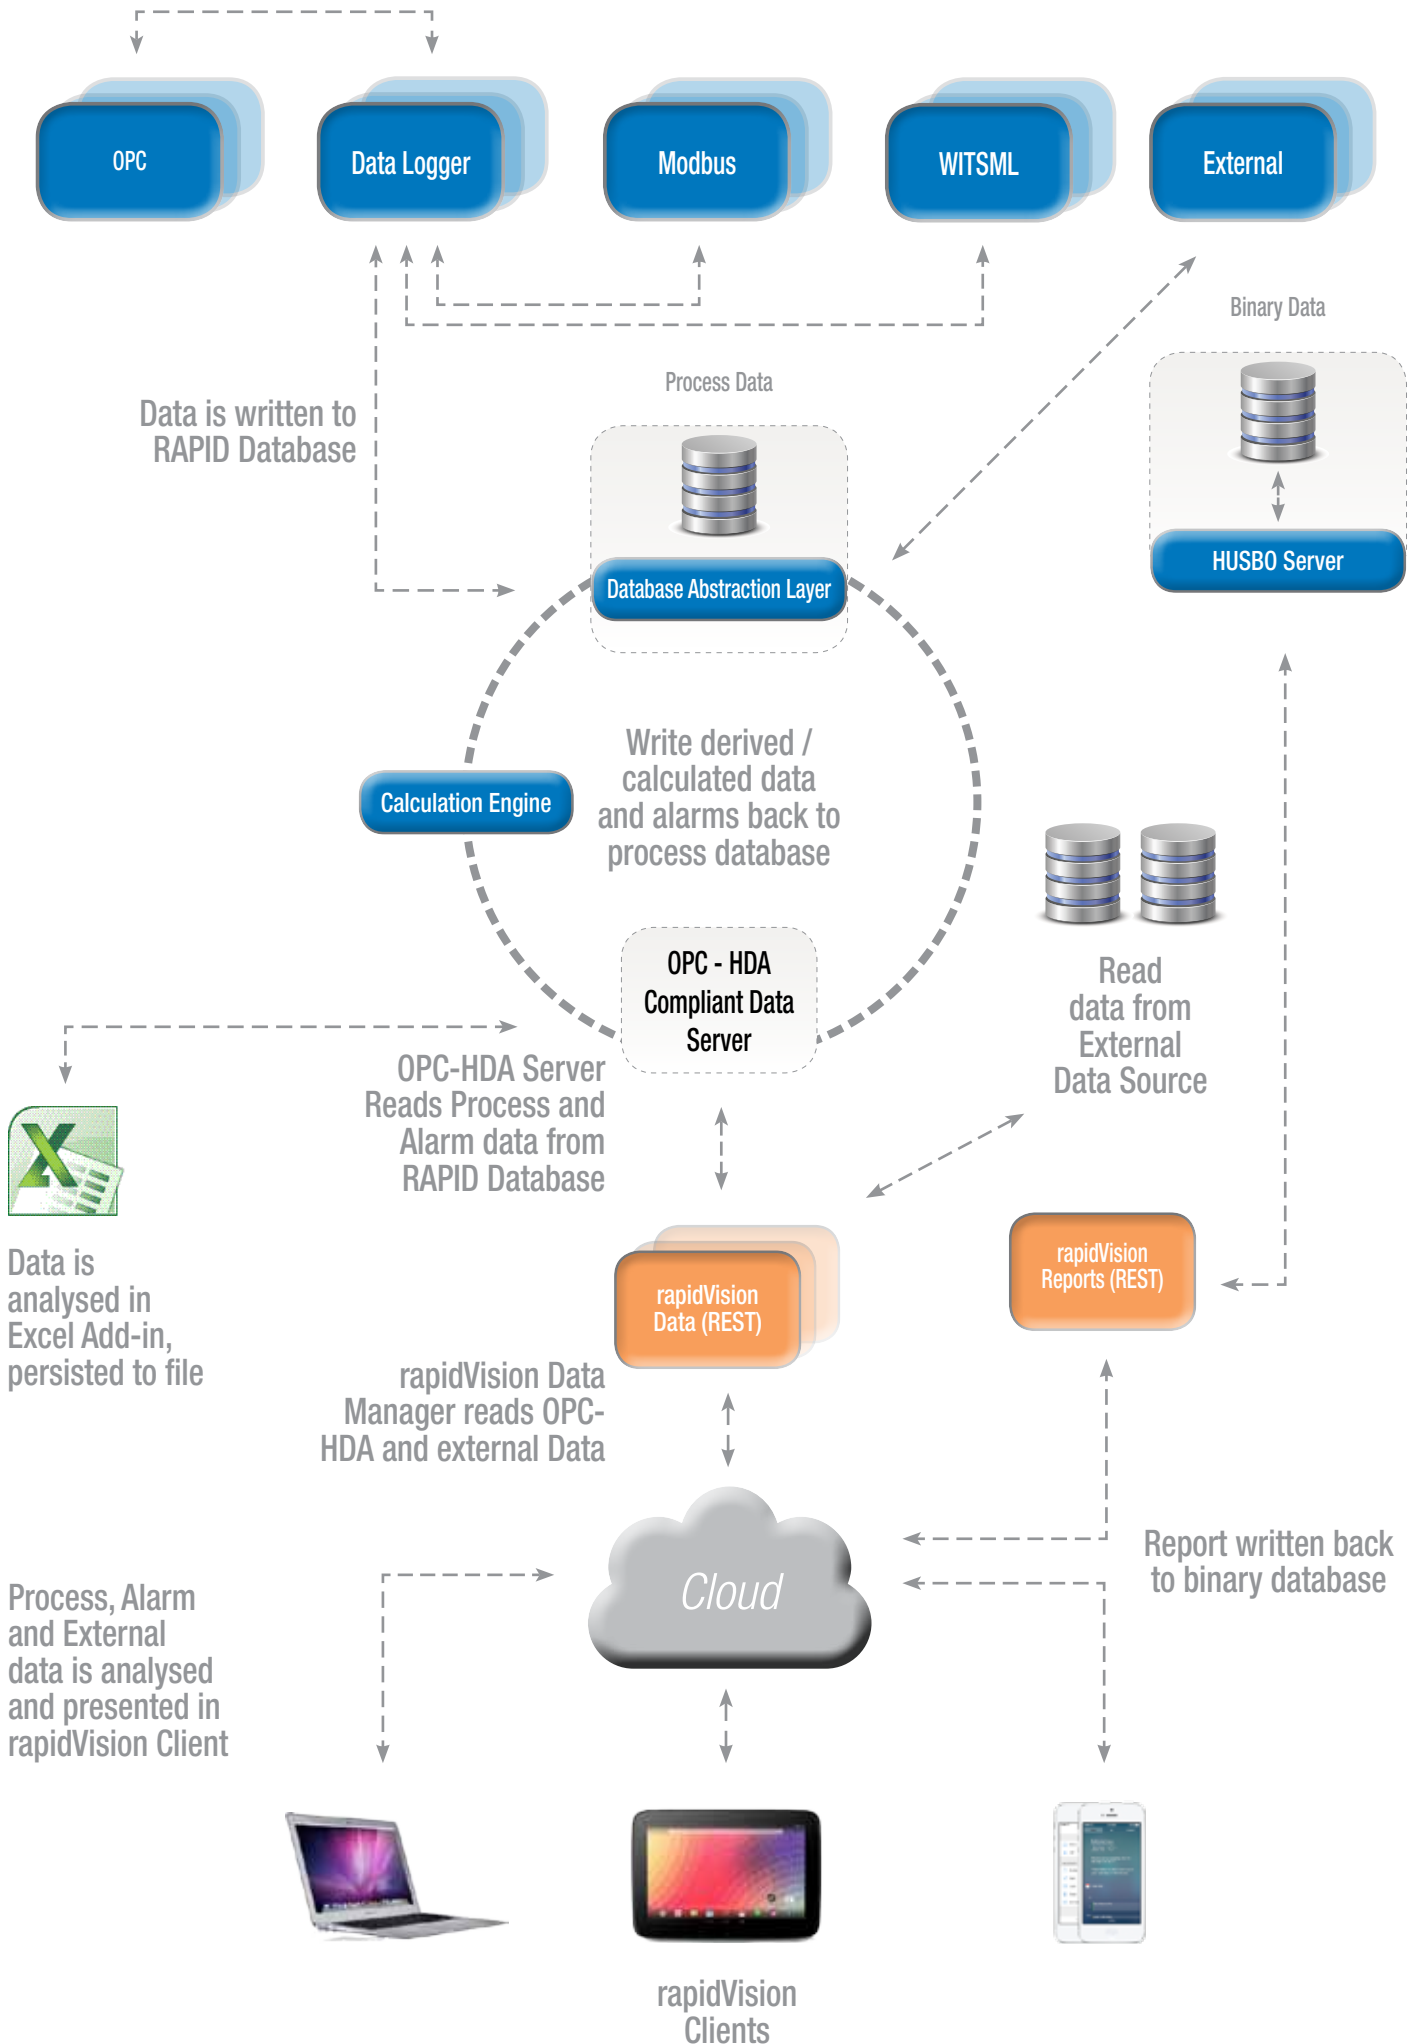 OPC
Data Logger
Modbus
WITSML
External
Binary Data
Process Data
Data is written to
RAPID Database
HUSBO Server
Database Abstraction Layer
Write derived /
calculated data
and alarms back to
process database
Calculation Engine
OPC - HDA
Compliant Data
Server
Read
data from
External
Data Source
OPC-HDA Server
Reads Process and
Alarm data from
RAPID Database
Data is
analysed in
Excel Add-in,
persisted to file
rapidVision
Data (REST)
rapidVision
Reports (REST)
rapidVision Data
Manager reads OPC-
HDA and external Data
Cloud
Report written back
to binary database
Process, Alarm
and External
data is analysed
and presented in
rapidVision Client
rapidVision
Clients